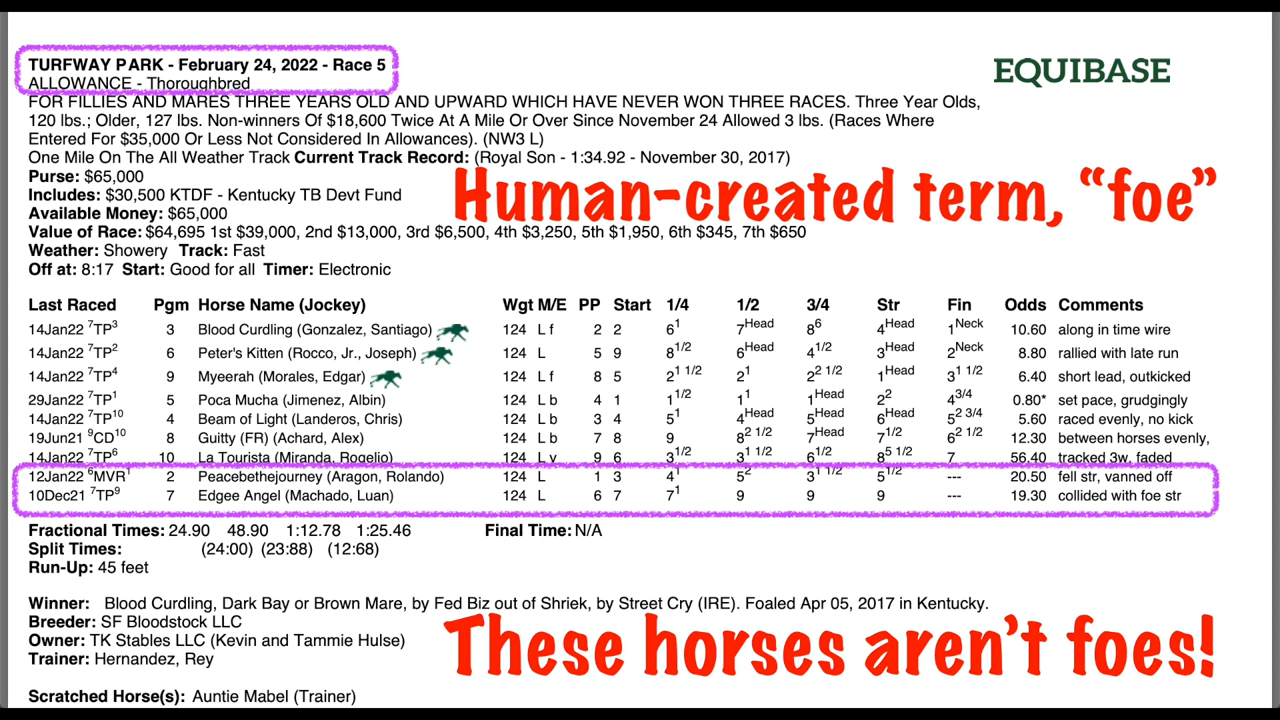 TURFWAY PARK - February 24, 2022 - Race 5
EQUIBASE
ALLOWANCE - Thoroughbred
FOR FILLIES AND MARES THREE YEARS OLD AND UPWARD WHICH HAVE NEVER WON THREE RACES. Three Year Olds,
120 lbs.; Older, 127 lbs. Non-winners Of $18,600 Twice At A Mile Or Over Since November 24 Allowed 3 lbs. (Races Where
Entered For $35,000 Or Less Not Considered In Allowances). (NW3 L)
One Mile On The All Weather Track Current Track Record: (Royal Son - 1:34.92 - November 30, 2017)
Purse: $65,000
Includes: $30,500 KTDF - Kentucky TB Devt Fund
Human-created term, “foe”
Available Money: $65,000
Value of Race: $64,695 1st $39,000, 2nd $13,000, 3rd $6,500, 4th $3,250, 5th $1,950, 6th $345, 7th $650
Weather: Showery Track: Fast
Off at: 8:17 Start: Good for all Timer: Electronic
Last Raced Pgm Horse Name (Jockey) Wgt M/E PP Start 1/4 1/2 3/4 Str Fin Odds Comments
14Jan22 7TP3 3 Blood Curdling (Gonzalez, Santiago) 124 L f 2 2 61 7Head 86 4Head 1Neck 10.60 along in time wire
14Jan22 7TP2 6 Peter's Kitten (Rocco, Jr., Joseph) 124 L 5 9 81/2 6Head 41/2 3Head 2Neck 8.80 rallied with late run
14Jan22 7TP4 9 Myeerah (Morales, Edgar) 124 L f 8 5 21 1/2 21 22 1/2 1Head 31 1/2 6.40 short lead, outkicked
29Jan22 7TP1 5 Poca Mucha (Jimenez, Albin) 124 L b 4 1 11/2 11 1Head 22 43/4 0.80* set pace, grudgingly
14Jan22 7TP10 4 Beam of Light (Landeros, Chris) 124 L b 3 4 51 4Head 5Head 6Head 52 3/4 5.60 raced evenly, no kick
19Jun21 9CD10 8 Guitty (FR) (Achard, Alex) 124 L b 7 8 9 82 1/2 7Head 71/2 62 1/2 12.30 between horses evenly,
14Jan22 7TP6 10 La Tourista (Miranda, Rogelio) 124 L v 9 6 31/2 31 1/2 61/2 85 1/2 7 56.40 tracked 3w, faded
12Jan22 6MVR1 2 Peacebethejourney (Aragon, Rolando) 124 L 1 3 41 52 31 1/2 51/2 --- 20.50 fell str, vanned off
10Dec21 7TP9 7 Edgee Angel (Machado, Luan) 124 L 6 7 71 9 9 9 --- 19.30 collided with foe str
Fractional Times: 24.90 48.90 1:12.78 1:25.46 Final Time: N/A
Split Times: (24:00) (23:88) (12:68)
Run-Up: 45 feet
Winner: Blood Curdling, Dark Bay or Brown Mare, by Fed Biz out of Shriek, by Street Cry (IRE). Foaled Apr 05, 2017 in Kentucky.
Breeder: SF Bloodstock LLC
Owner: TK Stables LLC (Kevin and Tammie Hulse)
Trainer: Hernandez, Rey
These horses aren’t foes!
Scratched Horse(s): Auntie Mabel (Trainer)